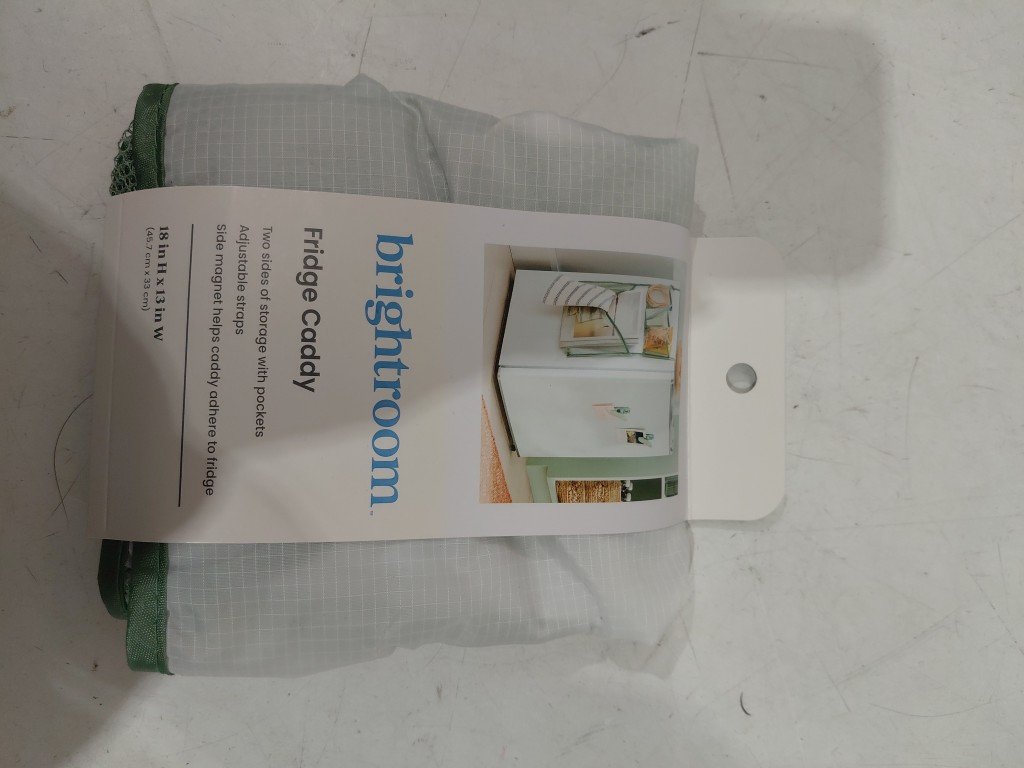 brightroom™
Fridge Caddy
Two sides of storage with pockets
Adjustable straps
Side magnet helps caddy adhere to fridge
18 in H x 13 in W
(45.7 cm x 33 cm)